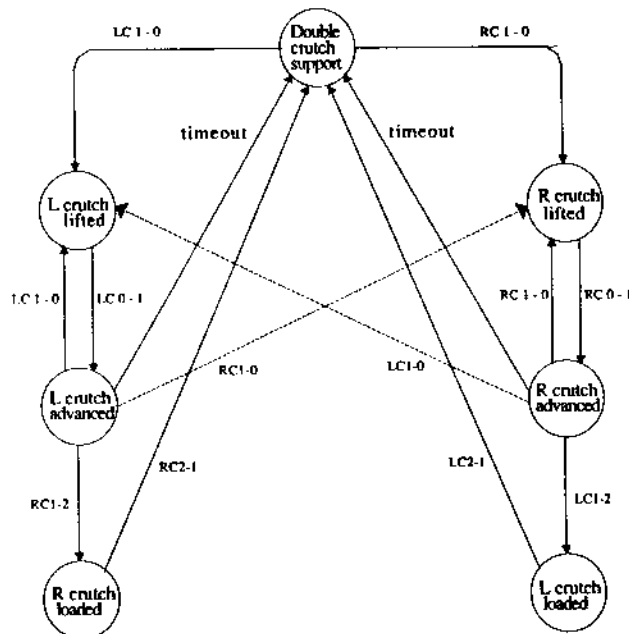 LC 1 - 0
Double
crutch
support
RC 1 - 0
timeout
timeout
L crutch
lifted
R crutch
lifted
LC 1 - 0
LC 0 - 1
RC 1 - 0
RC 0 - 1
RC1-0
LC1-0
L crutch
advanced
R crutch
advanced
RC2-1
LC2-1
RC1-2
LC1-2
R crutch
loaded
L crutch
loaded